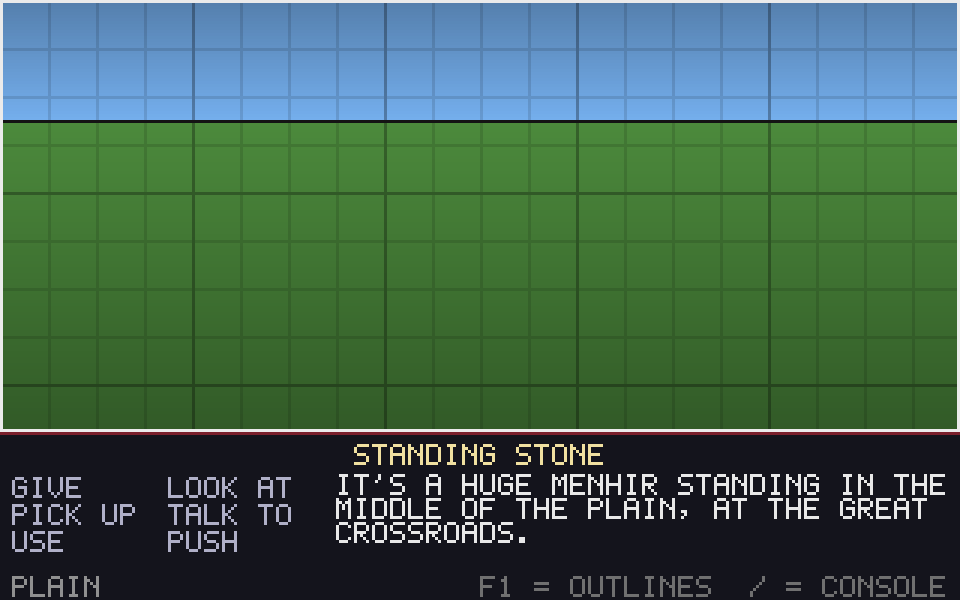 STANDING STONE
GIVE LOOK AT
PICK UP TALK TO
USE PUSH
IT'S A HUGE MENHIR STANDING IN THE
MIDDLE OF THE PLAIN, AT THE GREAT
CROSSROADS.
PLAIN F1 = OUTLINES / = CONSOLE